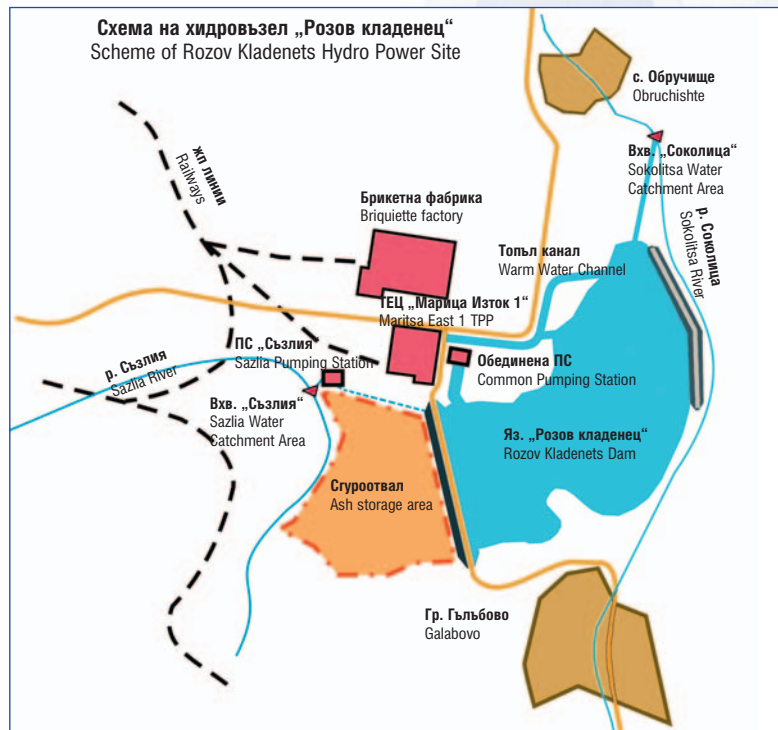 Схема на хидровъзел „Розов кладенец“
Scheme of Rozov Kladenets Hydro Power Site
с. Обручище
Obruchishte
жп линии
Railways
Вхв. „Соколица“
Sokolitsa Water
Catchment Area
Брикетна фабрика
Briquiette factory
р. Соколица
Sokolitsa River
Топъл канал
Warm Water Channel
ТЕЦ „Марица Изток 1“
Maritsa East 1 TPP
ПС „Съзлия“
Sazlia Pumping Station
р. Съзлия
Sazlia River
Обединена ПС
Common Pumping Station
Вхв. „Съзлия“
Sazlia Water
Catchment Area
Яз. „Розов кладенец“
Rozov Kladenets Dam
Сгуроотвал
Ash storage area
Гр. Гълъбово
Galabovo